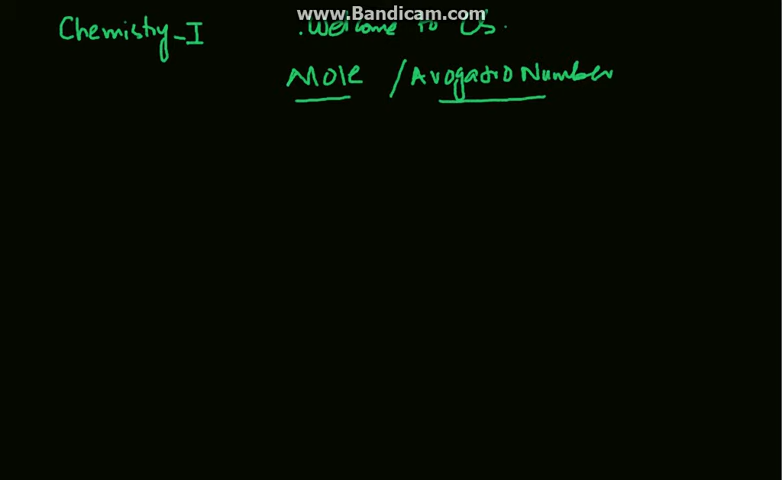 www.Bandicam.com
Chemistry-I
.Welcome to US.
Mole / Avogadro Number